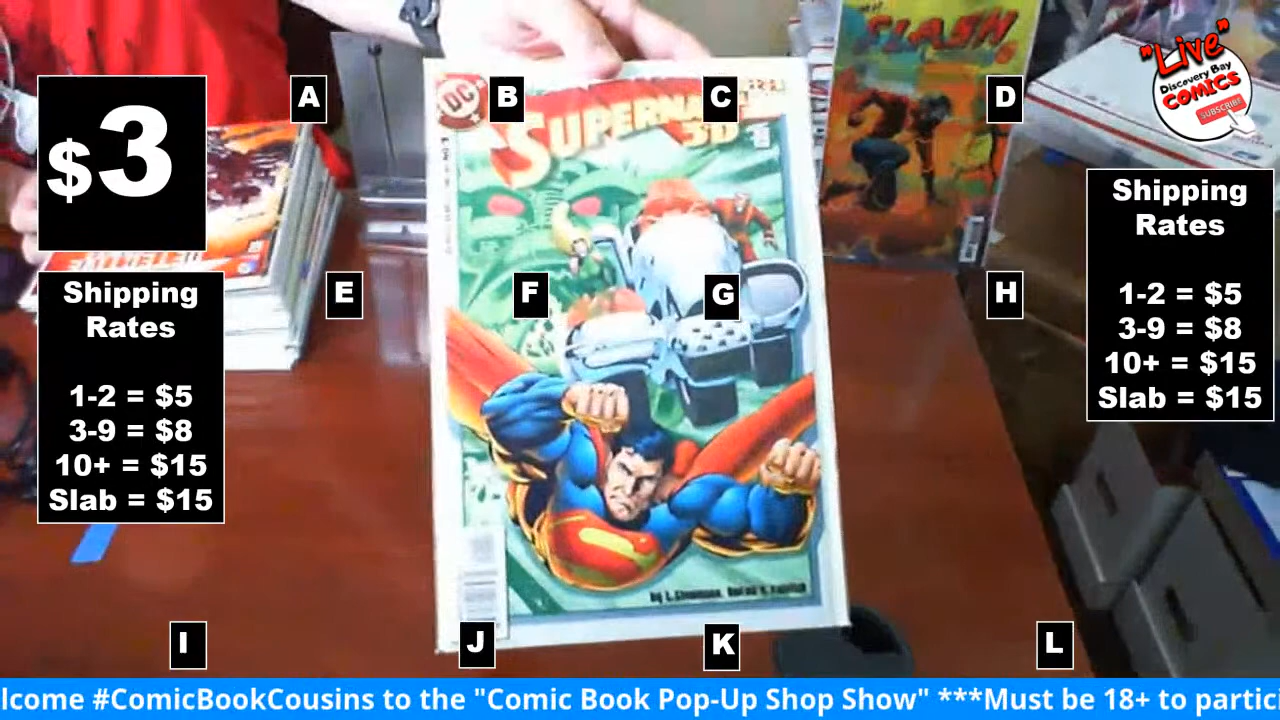 $3
Shipping
Rates
1-2 = $5
3-9 = $8
10+ = $15
Slab = $15
A
B
C
D
E
F
G
H
I
J
K
L
DC
SUPERMAN
3D
FLASH
"Live"
Discovery Bay
COMICS
SUBSCRIBE
Shipping
Rates
1-2 = $5
3-9 = $8
10+ = $15
Slab = $15
lcome #ComicBookCousins to the "Comic Book Pop-Up Shop Show" ***Must be 18+ to partici